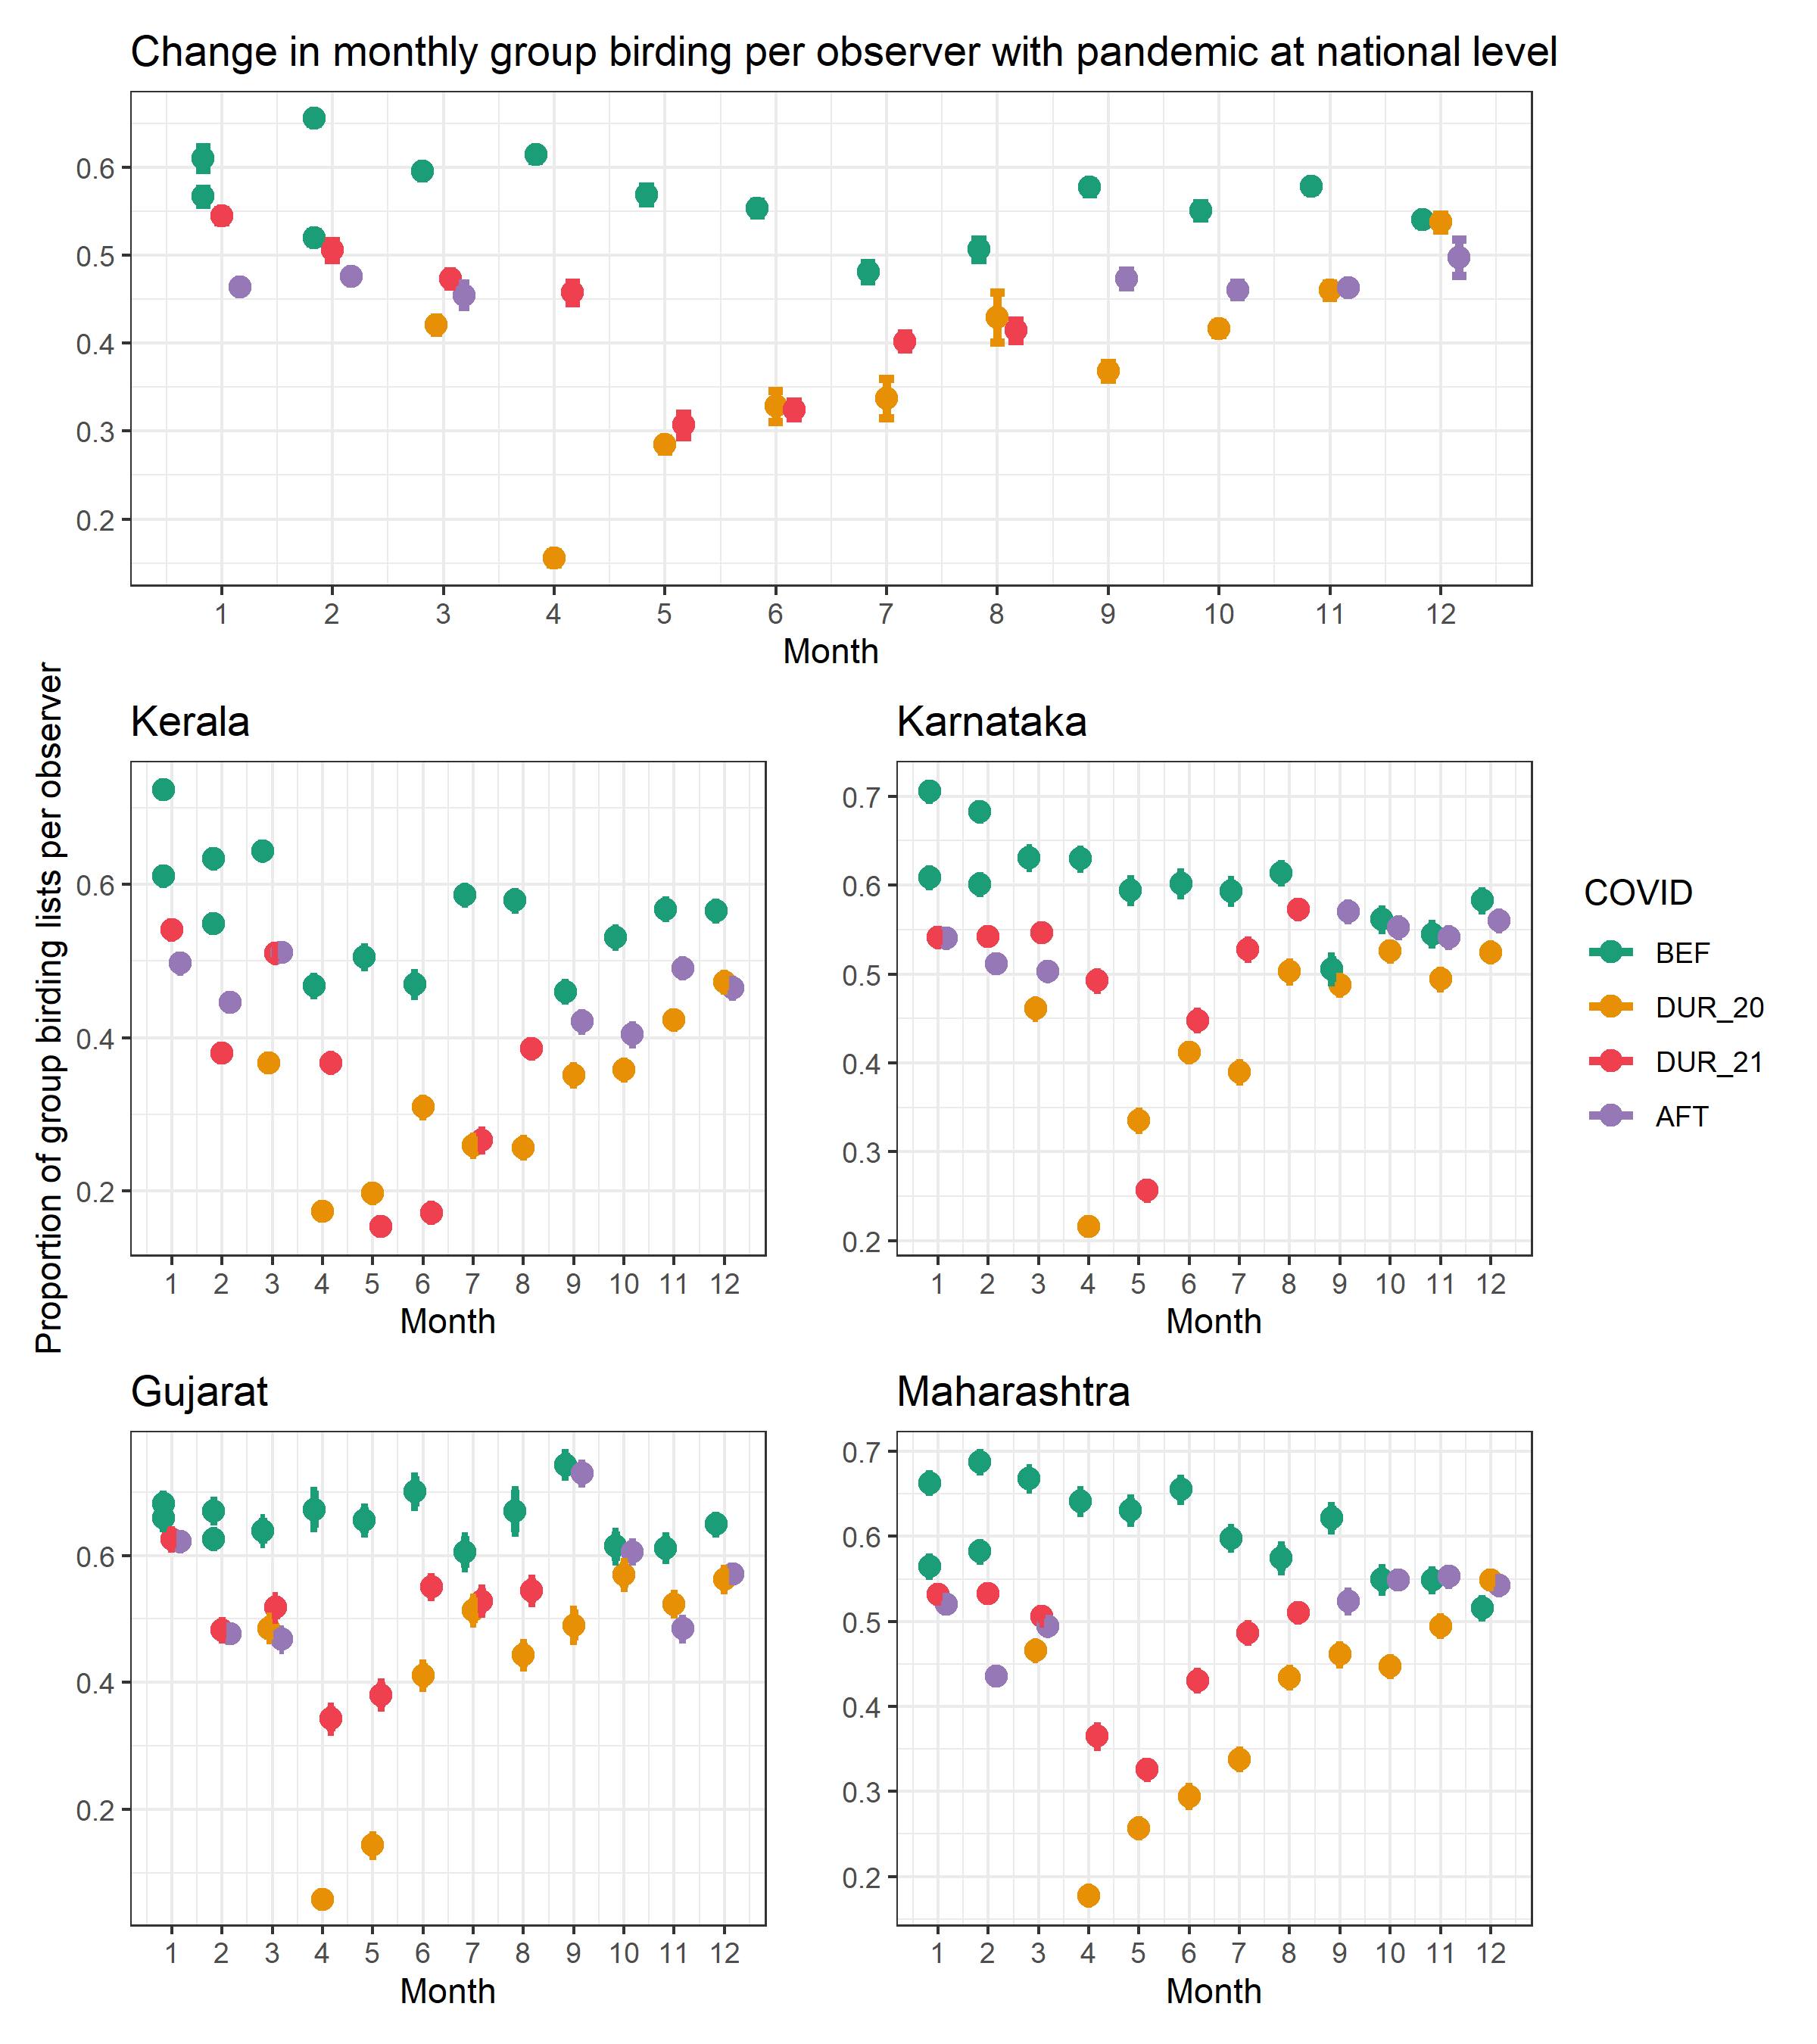 Change in monthly group birding per observer with pandemic at national level
0.6
0.5
0.4
0.3
0.2
1 2 3 4 5 6 7 8 9 10 11 12
Month
Proportion of group birding lists per observer
Kerala
0.6
0.4
0.2
1 2 3 4 5 6 7 8 9 10 11 12
Month
Karnataka
0.7
0.6
0.5
0.4
0.3
0.2
1 2 3 4 5 6 7 8 9 10 11 12
Month
COVID
BEF
DUR_20
DUR_21
AFT
Gujarat
0.6
0.4
0.2
1 2 3 4 5 6 7 8 9 10 11 12
Month
Maharashtra
0.7
0.6
0.5
0.4
0.3
0.2
1 2 3 4 5 6 7 8 9 10 11 12
Month